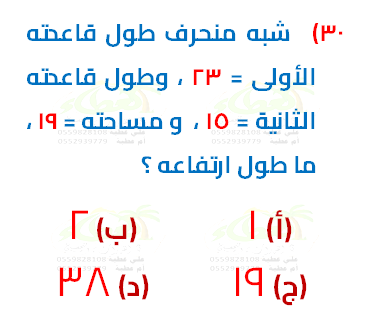 ٣٠) شبه منحرف طول قاعدته
الأولى = ٢٣ ، وطول قاعدته
الثانية = ١٥ ، و مساحته = ١٩ ،
ما طول ارتفاعه ؟
(أ) ١ (ب) ٢
(ج) ١٩ (د) ٣٨